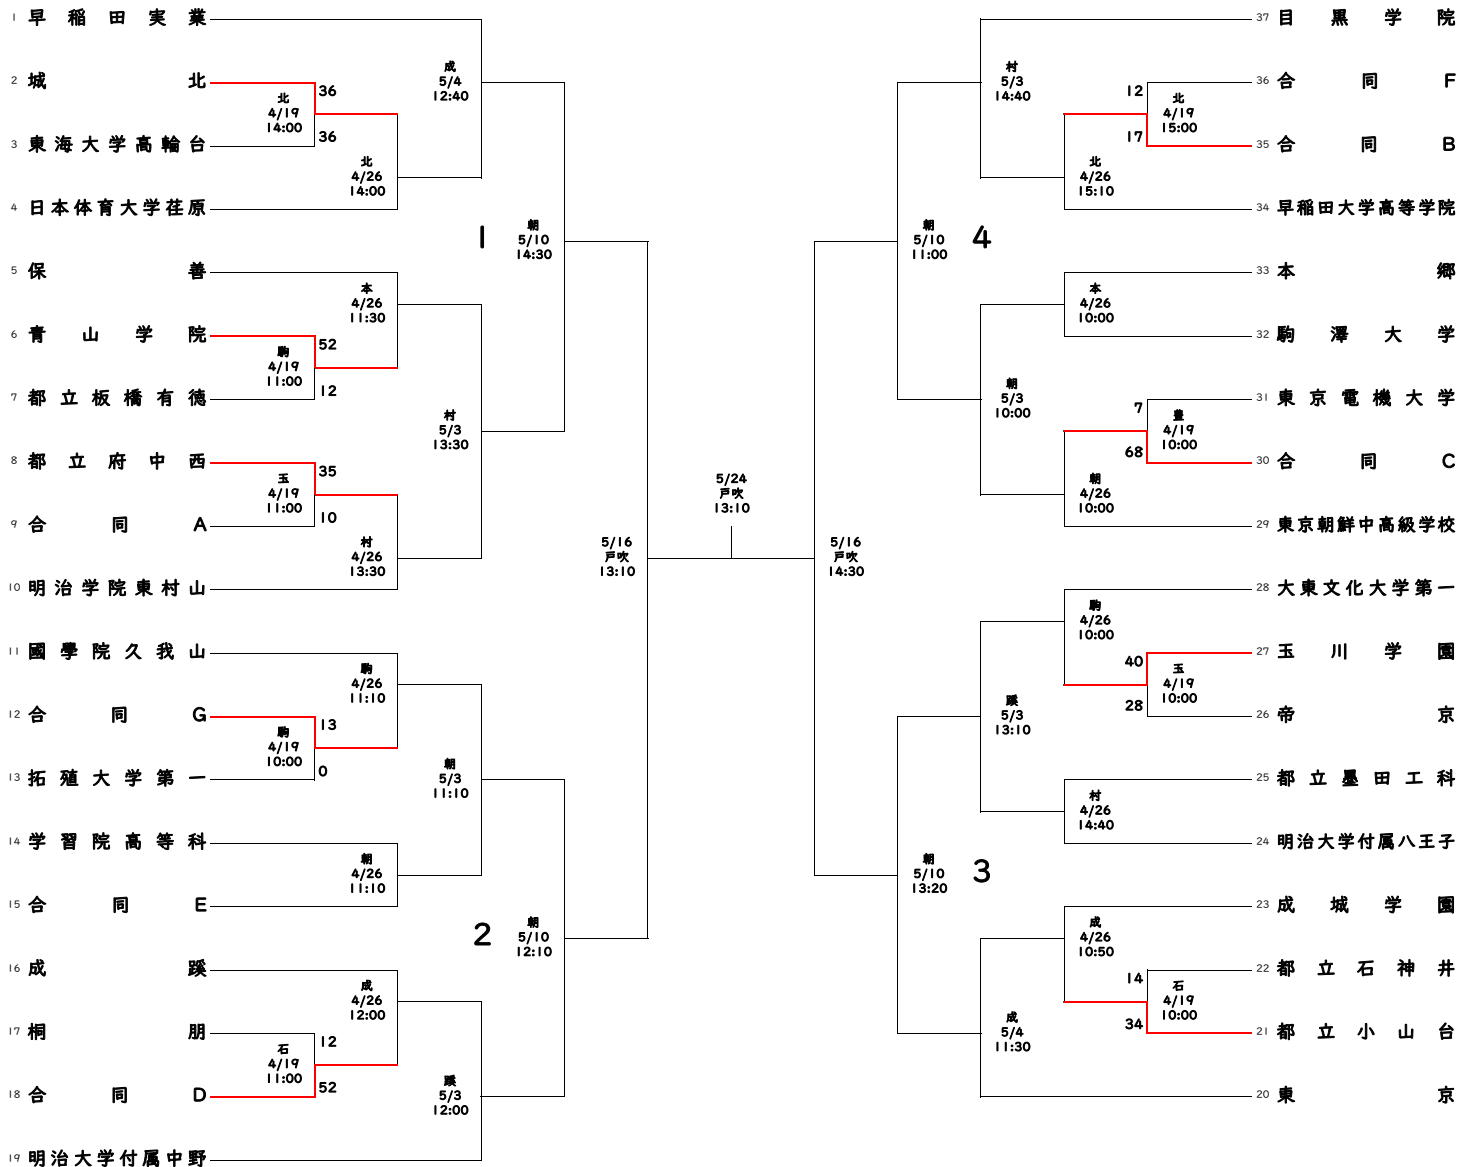 1 早稲田実業
成
5/4
12:40
2 城北
36
北
4/19
14:00
36
3 東海大学高輪台
北
4/26
14:00
4 日本体育大学荏原
1
朝
5/10
14:30
5 保善
本
4/26
11:30
6 青山学院
52
駒
4/19
11:00
12
7 都立板橋有徳
村
5/3
13:30
8 都立府中西
35
玉
4/19
11:00
10
9 合同A
村
4/26
13:30
10 明治学院東村山
5/16
戸吹
13:10
11 國學院久我山
駒
4/26
11:10
12 合同G
13
駒
4/19
10:00
0
13 拓殖大学第一
朝
5/3
11:10
14 学習院高等科
朝
4/26
11:10
15 合同E
2
朝
5/10
12:10
16 成蹊
成
4/26
12:00
17 桐朋
12
石
4/19
11:00
52
18 合同D
蹊
5/3
12:00
19 明治大学付属中野
5/24
戸吹
13:10
37 目黒学院
村
5/3
14:40
36 合同F
12
北
4/19
15:00
17
35 合同B
北
4/26
15:10
34 早稲田大学高等学院
朝
5/10
11:00
4
33 本郷
本
4/26
10:00
32 駒澤大学
朝
5/3
10:00
31 東京電機大学
7
豊
4/19
10:00
68
30 合同C
朝
4/26
10:00
29 東京朝鮮中高級学校
5/16
戸吹
14:30
28 大東文化大学第一
駒
4/26
10:00
27 玉川学園
40
玉
4/19
10:00
28
26 帝京
蹊
5/3
13:10
25 都立墨田工科
村
4/26
14:40
24 明治大学付属八王子
朝
5/10
13:20
3
23 成城学園
成
4/26
10:50
22 都立石神井
14
石
4/19
10:00
34
21 都立小山台
成
5/4
11:30
20 東京